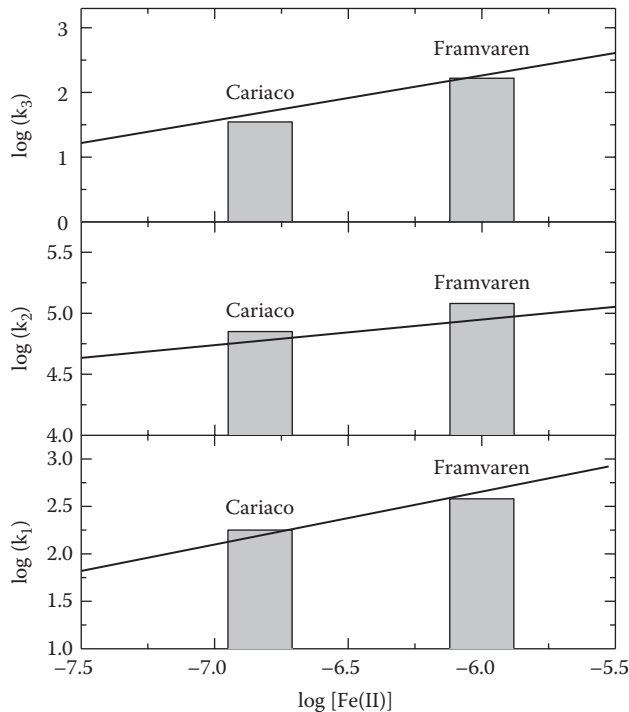 3
2
1
0
log (k3)
Cariaco
Framvaren
5.5
5.0
4.5
4.0
log (k2)
Cariaco
Framvaren
3.0
2.5
2.0
1.5
1.0
log (k1)
Cariaco
Framvaren
−7.5
−7.0
−6.5
−6.0
−5.5
log [Fe(II)]